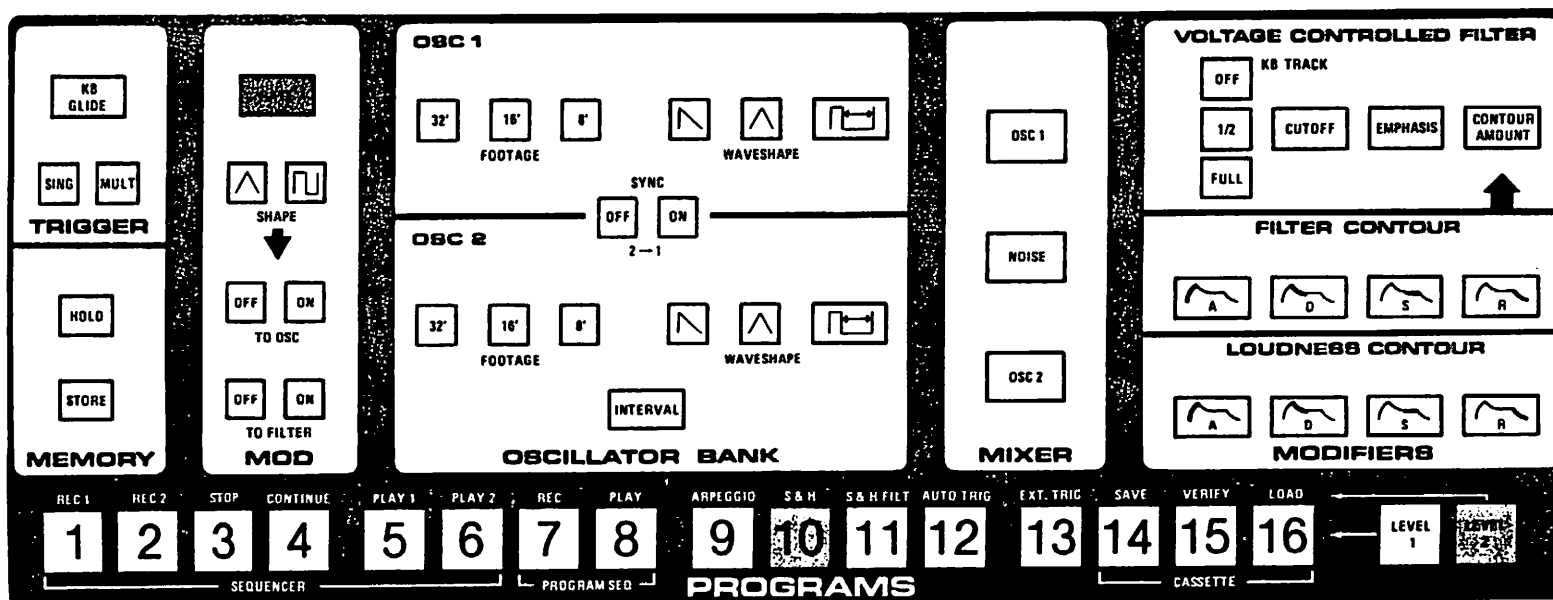 KB
GLIDE
SING MULT
TRIGGER
HOLD
STORE
MEMORY
SHAPE
OFF ON
TO OSC
OFF ON
TO FILTER
MOD
OSC 1
32' 16' 8'
FOOTAGE
WAVESHAPE
SYNC
OFF ON
2→1
OSC 2
32' 16' 8'
FOOTAGE
WAVESHAPE
INTERVAL
OSCILLATOR BANK
OSC 1
NOISE
OSC 2
MIXER
VOLTAGE CONTROLLED FILTER
KB TRACK
OFF
1/2
FULL
CUTOFF
EMPHASIS
CONTOUR
AMOUNT
FILTER CONTOUR
A D S R
LOUDNESS CONTOUR
A D S R
MODIFIERS
REC 1 REC 2 STOP CONTINUE PLAY 1 PLAY 2 REC PLAY ARPEGGIO S & H S & H FILT AUTO TRIG EXT. TRIG SAVE VERIFY LOAD
1 2 3 4 5 6 7 8 9 10 11 12 13 14 15 16
LEVEL
1
LEVEL
2
SEQUENCER
PROGRAM SEQ
PROGRAMS
CASSETTE